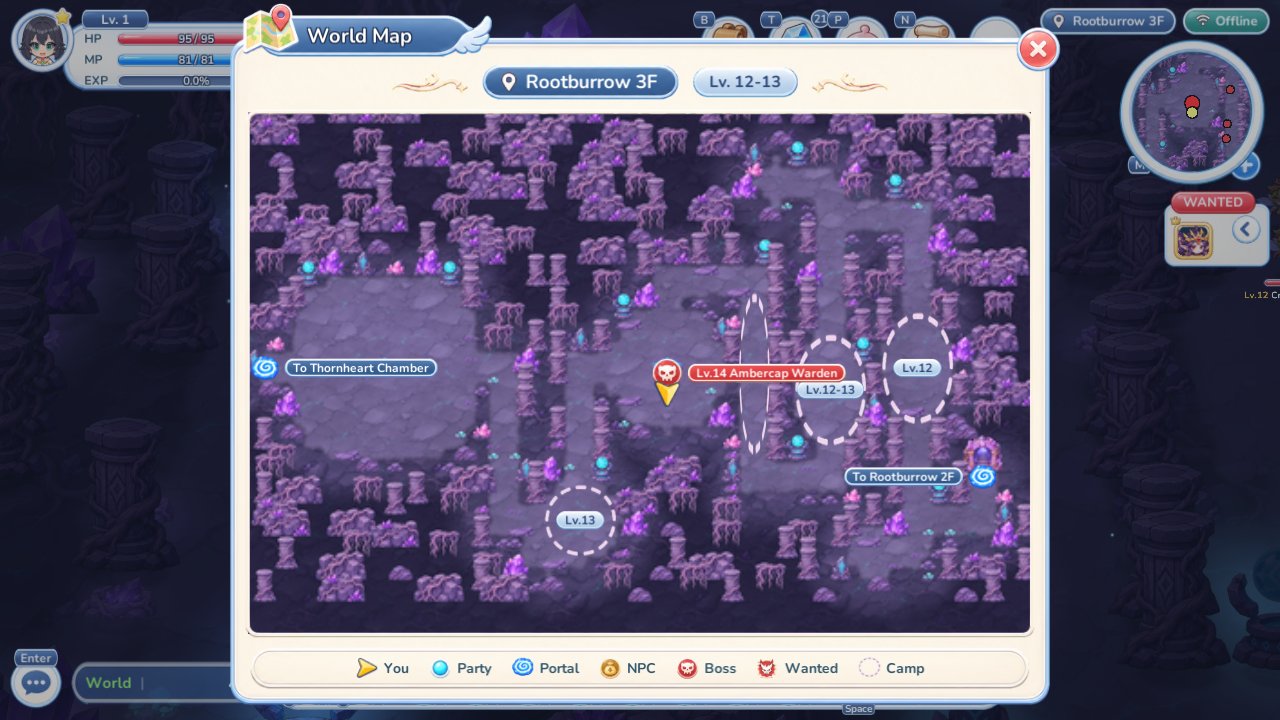 Lv. 1
HP 95/95
MP 81/81
EXP 0.0%
World Map
B
T
21
P
N
Rootburrow 3F
Offline
Rootburrow 3F
Lv. 12-13
M
WANTED
Lv.12
To Thornheart Chamber
Lv.14 Ambercap Warden
Lv.12-13
Lv.12
To Rootburrow 2F
Lv.13
You
Party
Portal
NPC
Boss
Wanted
Camp
Enter
World
Space